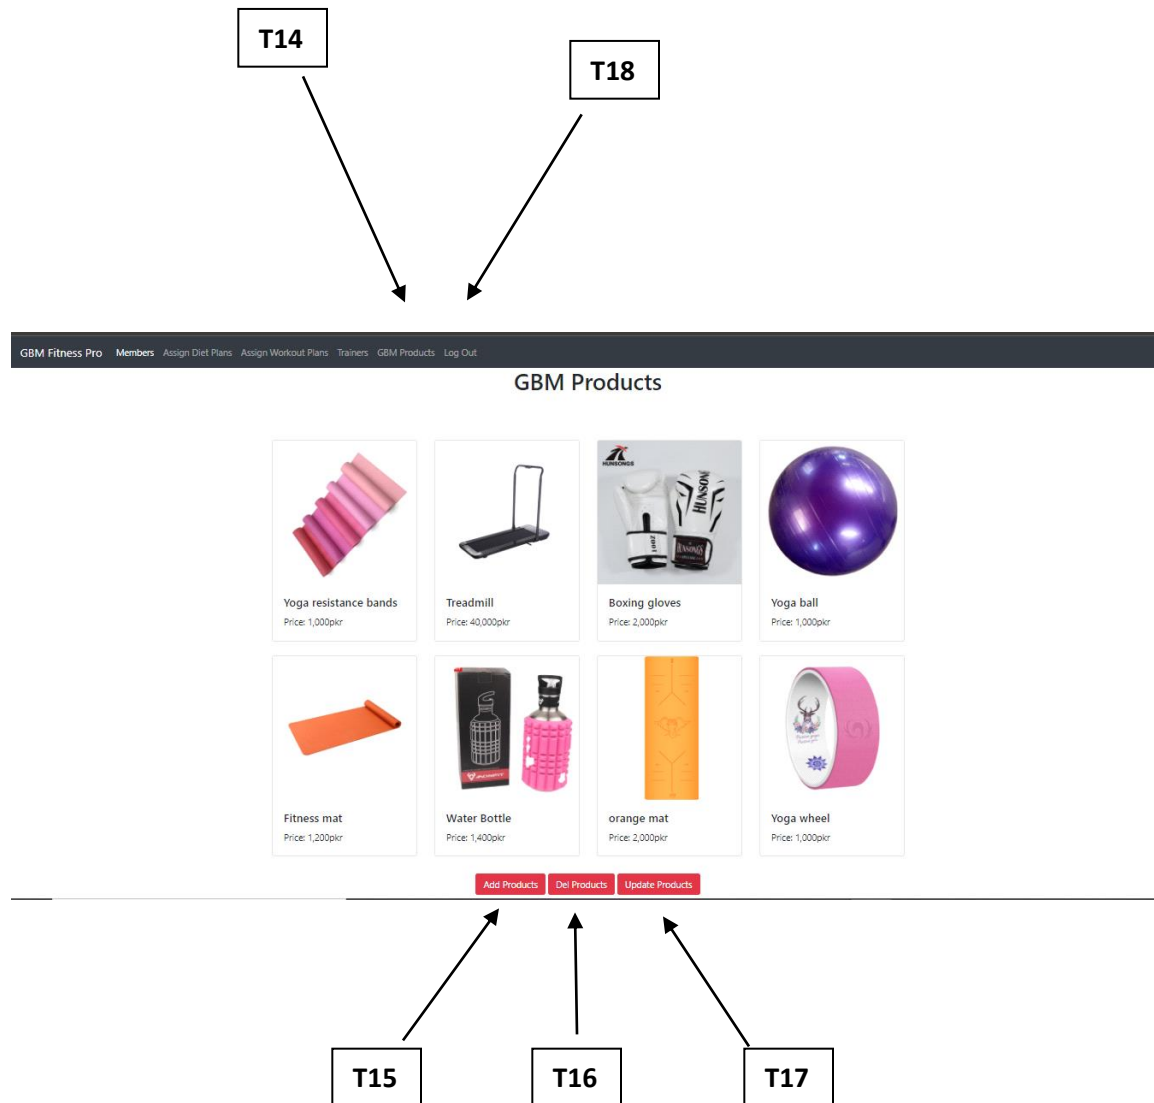 T14
T18
GBM Fitness Pro Members Assign Diet Plans Assign Workout Plans Trainers GBM Products Log Out
GBM Products
HUNSONGS
HUNSON
HUNSONGS
Yoga resistance bands
Price: 1,000pkr
Treadmill
Price: 40,000pkr
Boxing gloves
Price: 2,000pkr
Yoga ball
Price: 1,000pkr
Fitness mat
Price: 1,200pkr
Water Bottle
Price: 1,400pkr
orange mat
Price: 2,000pkr
Yoga wheel
Price: 1,000pkr
Add Products Del Products Update Products
T15
T16
T17